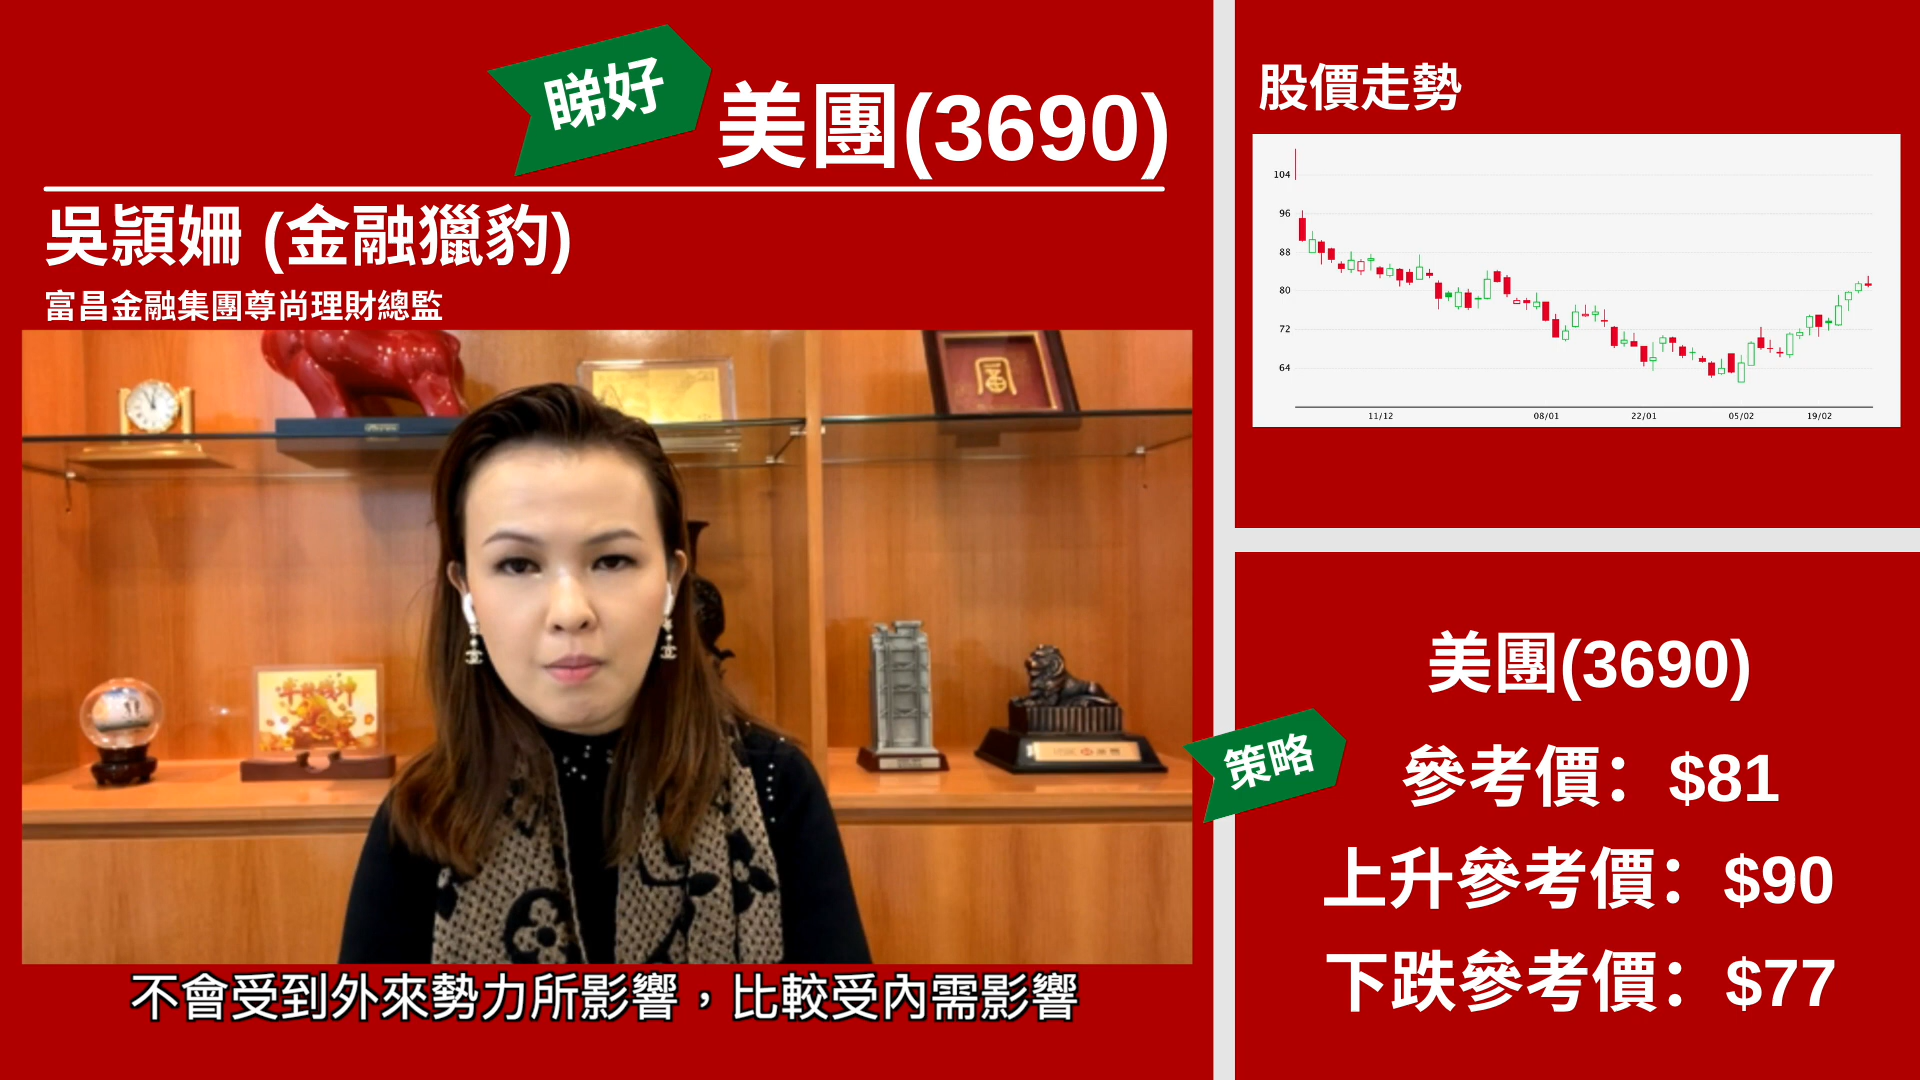 睇好
美團(3690)
吳頴姍 (金融獵豹)
富昌金融集團尊尚理財總監
富
不會受到外來勢力所影響，比較受內需影響
股價走勢
104
96
88
80
72
64
11/12
08/01
22/01
05/02
19/02
美團(3690)
策略
參考價：$81
上升參考價：$90
下跌參考價：$77